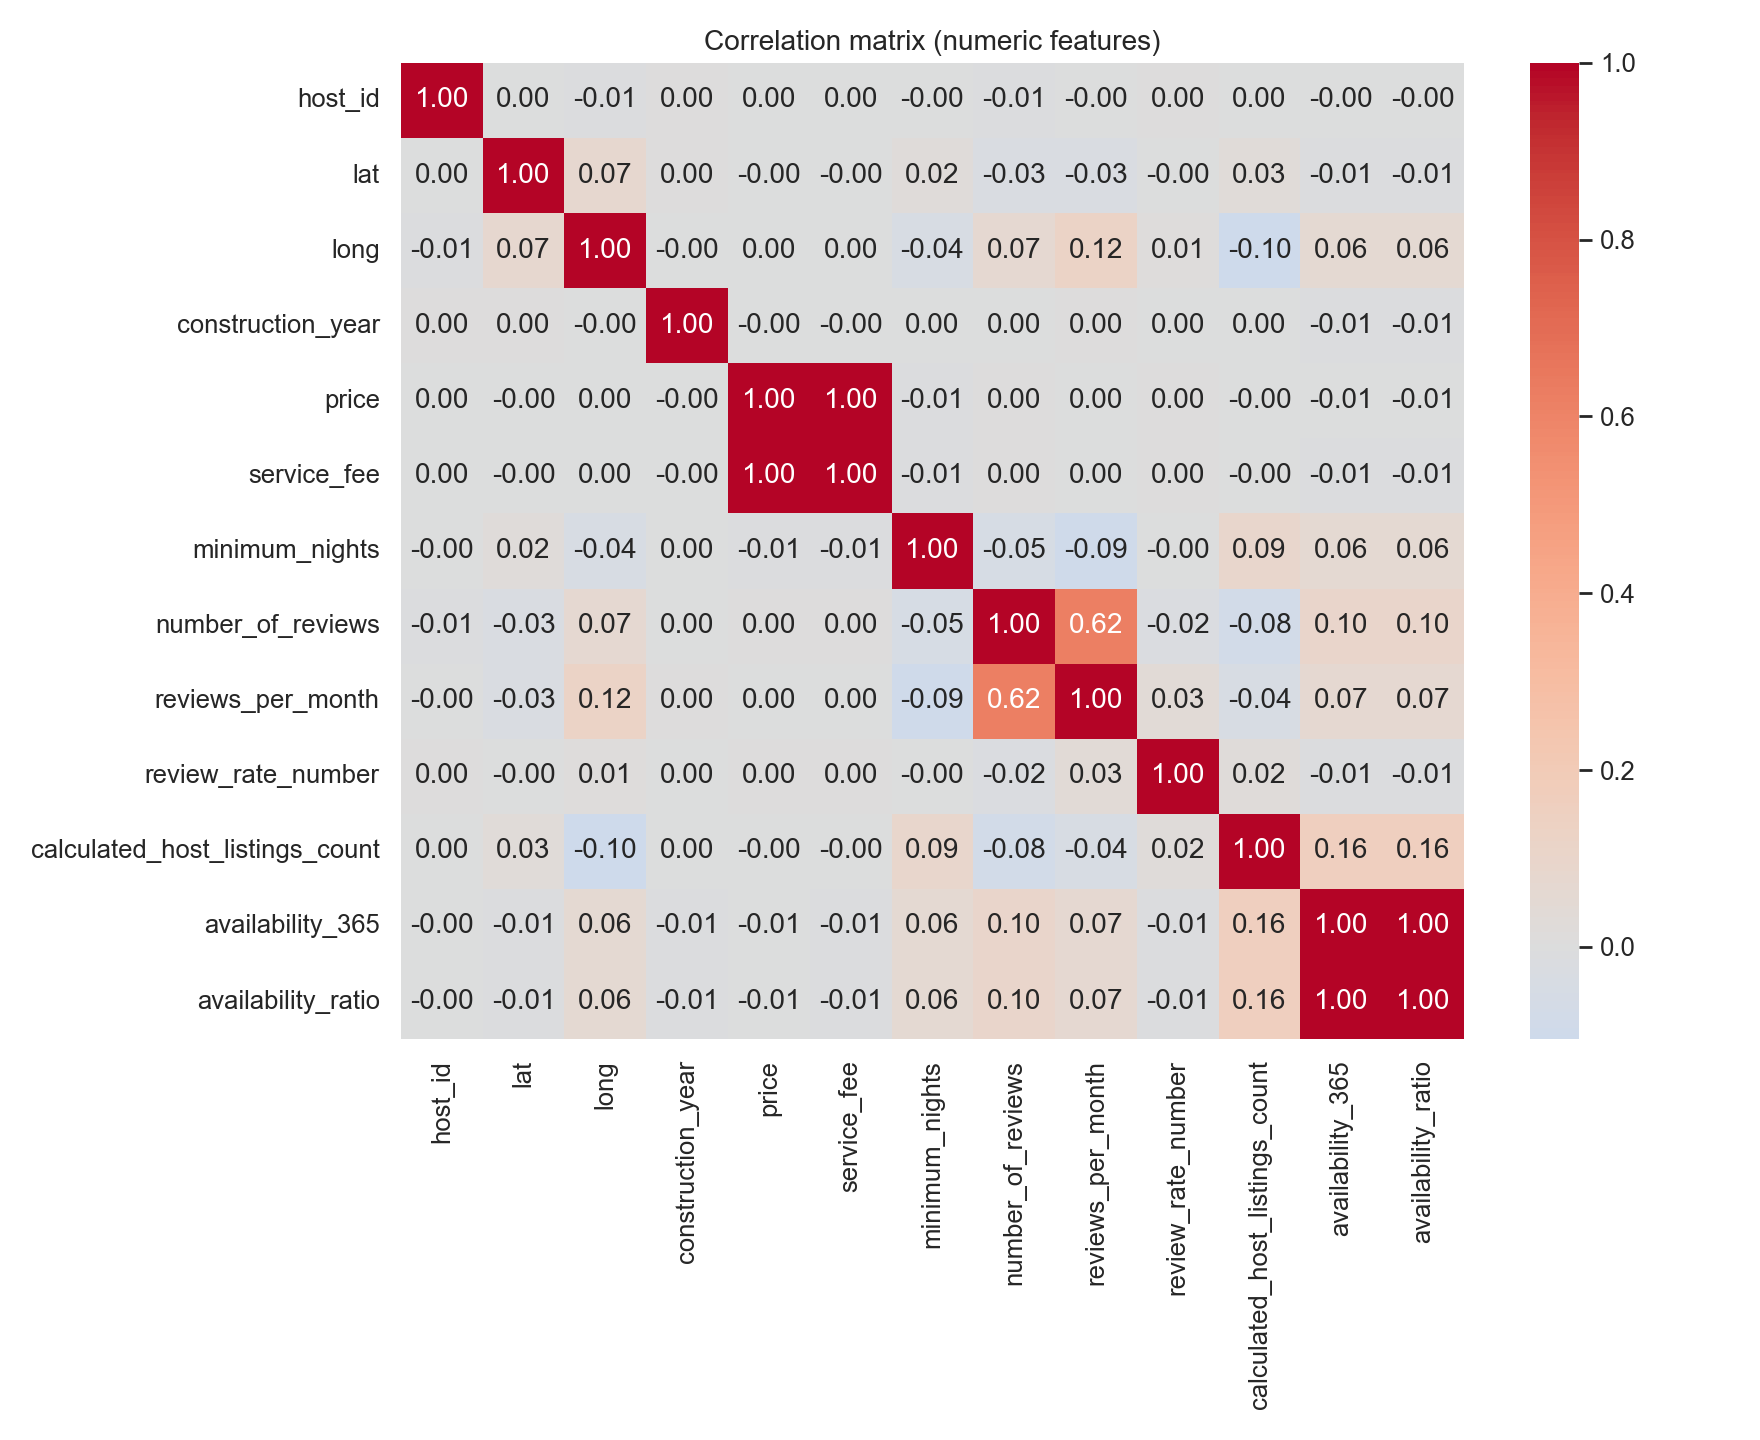 Correlation matrix (numeric features)
host_id 1.00 0.00 -0.01 0.00 0.00 0.00 -0.00 -0.01 -0.00 0.00 0.00 -0.00 -0.00
lat 0.00 1.00 0.07 0.00 -0.00 -0.00 0.02 -0.03 -0.03 -0.00 0.03 -0.01 -0.01
long -0.01 0.07 1.00 -0.00 0.00 0.00 -0.04 0.07 0.12 0.01 -0.10 0.06 0.06
construction_year 0.00 0.00 -0.00 1.00 -0.00 -0.00 0.00 0.00 0.00 0.00 0.00 -0.01 -0.01
price 0.00 -0.00 0.00 -0.00 1.00 1.00 -0.01 0.00 0.00 0.00 -0.00 -0.01 -0.01
service_fee 0.00 -0.00 0.00 -0.00 1.00 1.00 -0.01 0.00 0.00 0.00 -0.00 -0.01 -0.01
minimum_nights -0.00 0.02 -0.04 0.00 -0.01 -0.01 1.00 -0.05 -0.09 -0.00 0.09 0.06 0.06
number_of_reviews -0.01 -0.03 0.07 0.00 0.00 0.00 -0.05 1.00 0.62 -0.02 -0.08 0.10 0.10
reviews_per_month -0.00 -0.03 0.12 0.00 0.00 0.00 -0.09 0.62 1.00 0.03 -0.04 0.07 0.07
review_rate_number 0.00 -0.00 0.01 0.00 0.00 0.00 -0.00 -0.02 0.03 1.00 0.02 -0.01 -0.01
calculated_host_listings_count 0.00 0.03 -0.10 0.00 -0.00 -0.00 0.09 -0.08 -0.04 0.02 1.00 0.16 0.16
availability_365 -0.00 -0.01 0.06 -0.01 -0.01 -0.01 0.06 0.10 0.07 -0.01 0.16 1.00 1.00
availability_ratio -0.00 -0.01 0.06 -0.01 -0.01 -0.01 0.06 0.10 0.07 -0.01 0.16 1.00 1.00
host_id
lat
long
construction_year
price
service_fee
minimum_nights
number_of_reviews
reviews_per_month
review_rate_number
calculated_host_listings_count
availability_365
availability_ratio
1.0
0.8
0.6
0.4
0.2
0.0